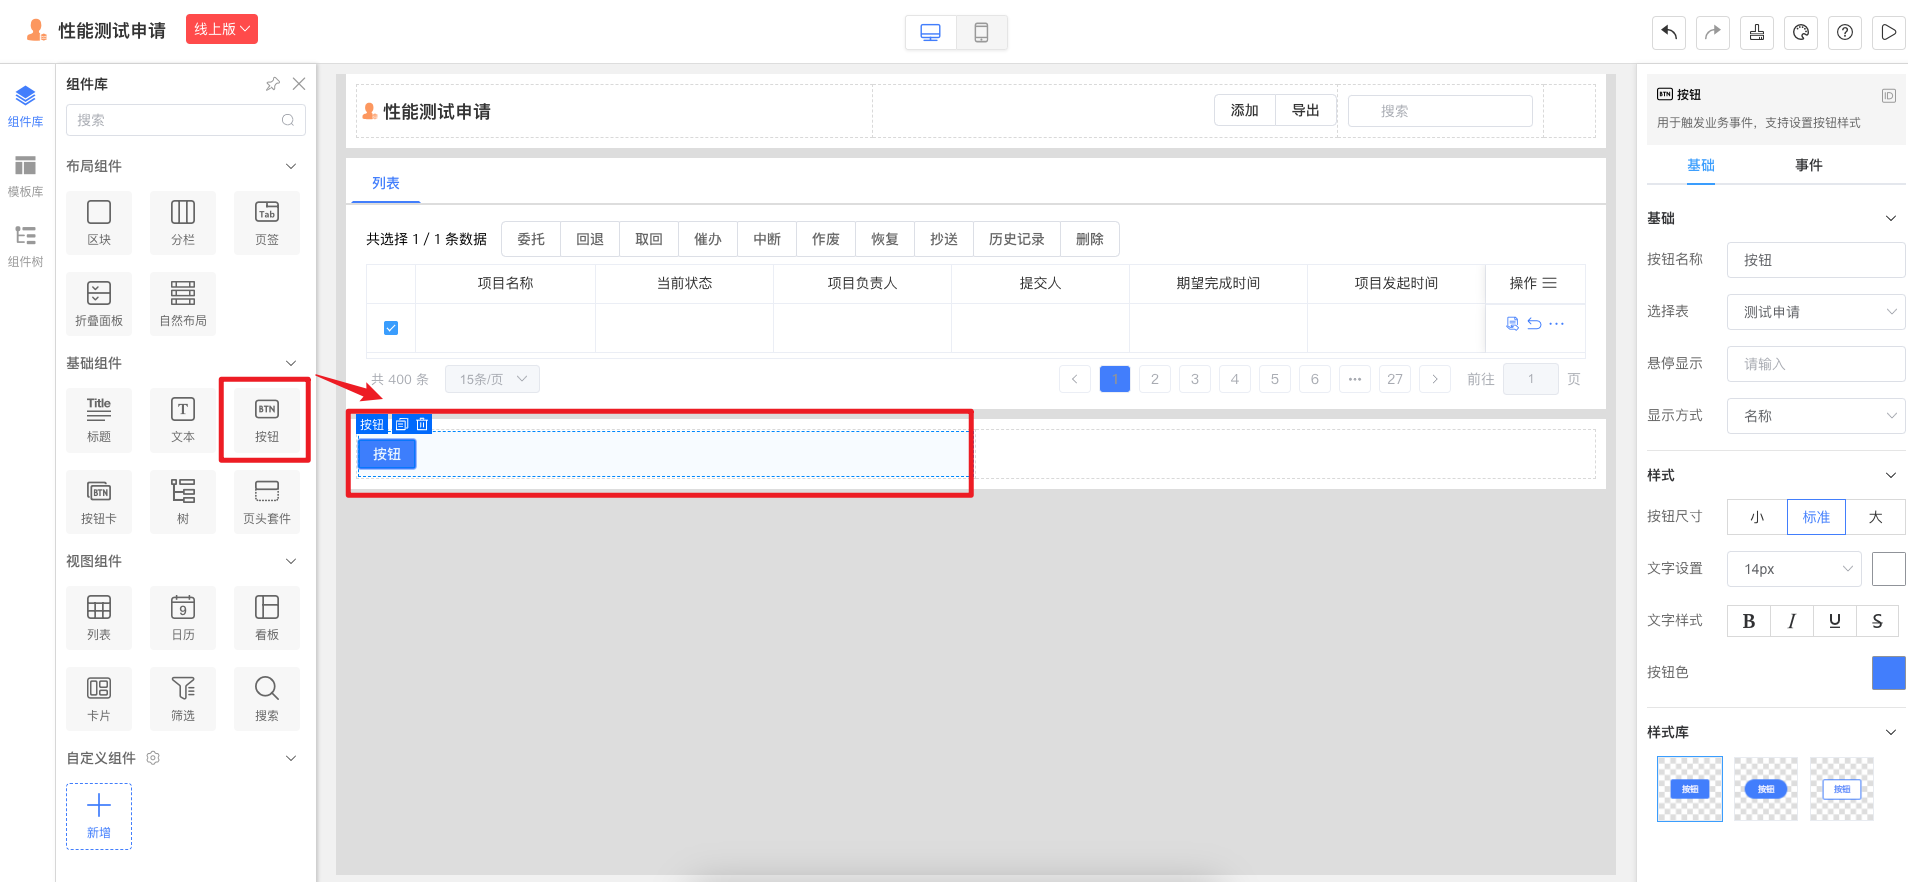 性能测试申请
线上版
组件库
模板库
组件树
组件库
搜索
布局组件
区块
分栏
Tab
页签
折叠面板
自然布局
基础组件
Title
标题
T
文本
BTN
按钮
BTN
按钮卡
树
页头套件
视图组件
列表
9
日历
看板
卡片
筛选
搜索
自定义组件
新增
性能测试申请
添加
导出
搜索
列表
共选择 1 / 1 条数据
委托
回退
取回
催办
中断
作废
恢复
抄送
历史记录
删除
项目名称
当前状态
项目负责人
提交人
期望完成时间
项目发起时间
操作
共 400 条
15条/页
1
2
3
4
5
6
•••
27
前往
1
页
按钮
按钮
BTN 按钮
ID
用于触发业务事件，支持设置按钮样式
基础
事件
基础
按钮名称
按钮
选择表
测试申请
悬停显示
请输入
显示方式
名称
样式
按钮尺寸
小
标准
大
文字设置
14px
文字样式
B
I
U
S
按钮色
样式库
按钮
按钮
按钮